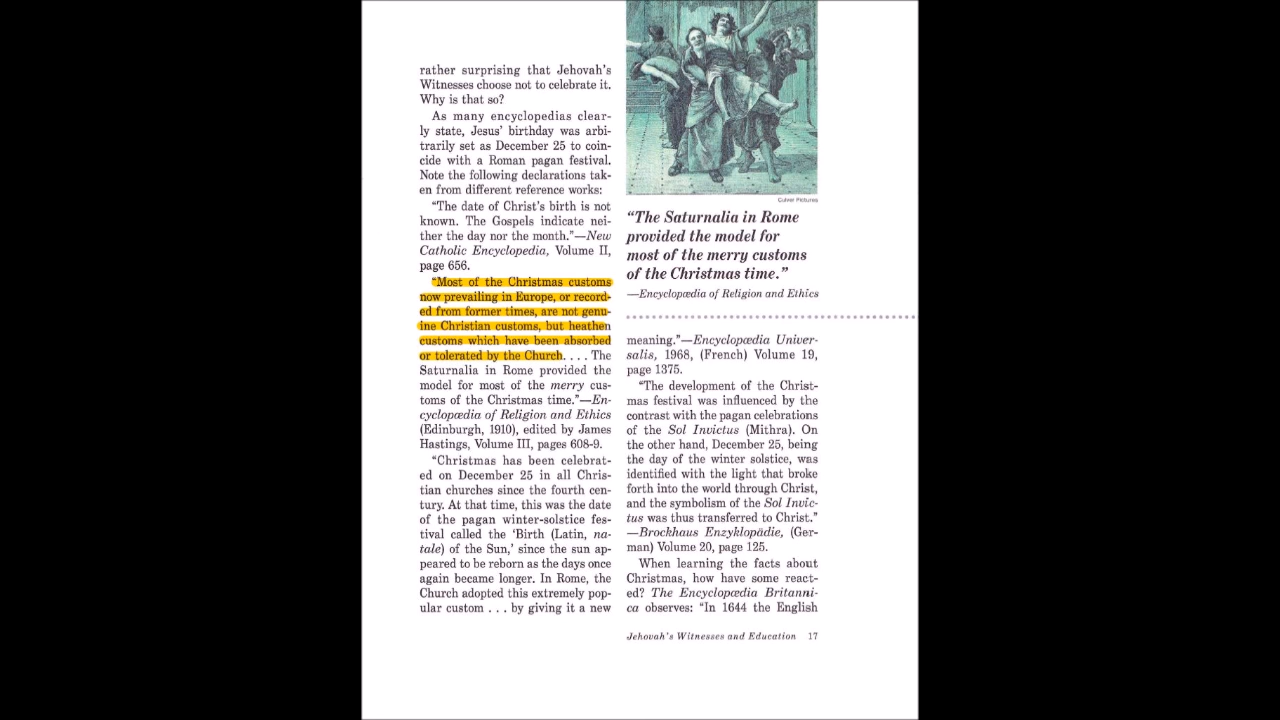 rather surprising that Jehovah's
Witnesses choose not to celebrate it.
Why is that so?
As many encyclopedias clear-
ly state, Jesus' birthday was arbi-
trarily set as December 25 to coin-
cide with a Roman pagan festival.
Note the following declarations tak-
en from different reference works:
"The date of Christ's birth is not
known. The Gospels indicate nei-
ther the day nor the month."—New
Catholic Encyclopedia, Volume II,
page 656.
"Most of the Christmas customs
now prevailing in Europe, or record-
ed from former times, are not genu-
ine Christian customs, but heathen
customs which have been absorbed
or tolerated by the Church. . . . The
Saturnalia in Rome provided the
model for most of the merry cus-
toms of the Christmas time."—En-
cyclopædia of Religion and Ethics
(Edinburgh, 1910), edited by James
Hastings, Volume III, pages 608-9.
"Christmas has been celebrat-
ed on December 25 in all Chris-
tian churches since the fourth cen-
tury. At that time, this was the date
of the pagan winter-solstice fes-
tival called the 'Birth (Latin, na-
tale) of the Sun,' since the sun ap-
peared to be reborn as the days once
again became longer. In Rome, the
Church adopted this extremely pop-
ular custom . . . by giving it a new
Culver Pictures
"The Saturnalia in Rome
provided the model for
most of the merry customs
of the Christmas time."
—Encyclopædia of Religion and Ethics
meaning."—Encyclopædia Univer-
salis, 1968, (French) Volume 19,
page 1375.
"The development of the Christ-
mas festival was influenced by the
contrast with the pagan celebrations
of the Sol Invictus (Mithra). On
the other hand, December 25, being
the day of the winter solstice, was
identified with the light that broke
forth into the world through Christ,
and the symbolism of the Sol Invic-
tus was thus transferred to Christ."
—Brockhaus Enzyklopädie, (Ger-
man) Volume 20, page 125.
When learning the facts about
Christmas, how have some react-
ed? The Encyclopædia Britanni-
ca observes: "In 1644 the English
Jehovah's Witnesses and Education 17